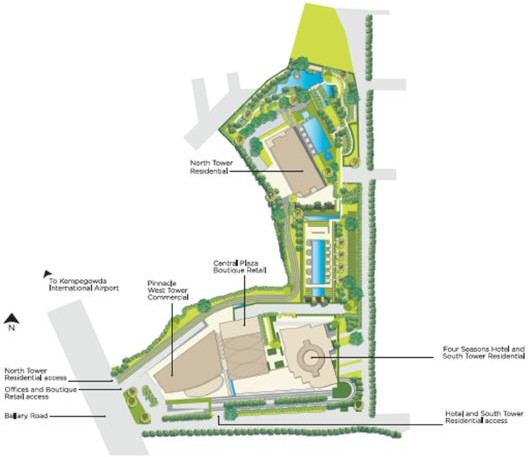 North Tower
Residential
Central Plaza
Boutique Retail
To Kempegowda
International Airport
Pinnacle
West Tower
Commercial
N
Four Seasons Hotel and
South Tower Residential
North Tower
Residential access
Offices and Boutique
Retail access
Ballary Road
Hotel and South Tower
Residential access